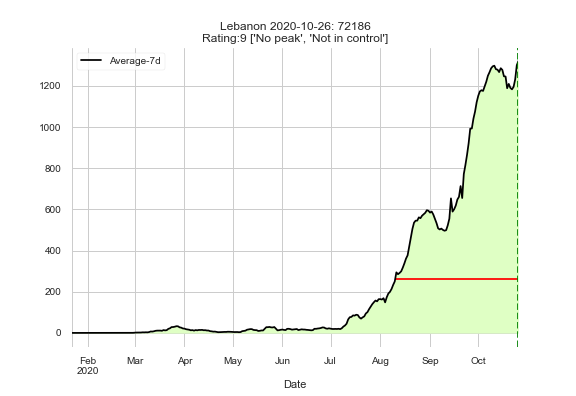 Lebanon 2020-10-26: 72186
Rating:9 ['No peak', 'Not in control']
Average-7d
1200
1000
800
600
400
200
0
Feb Mar Apr May Jun Jul Aug Sep Oct
2020
Date